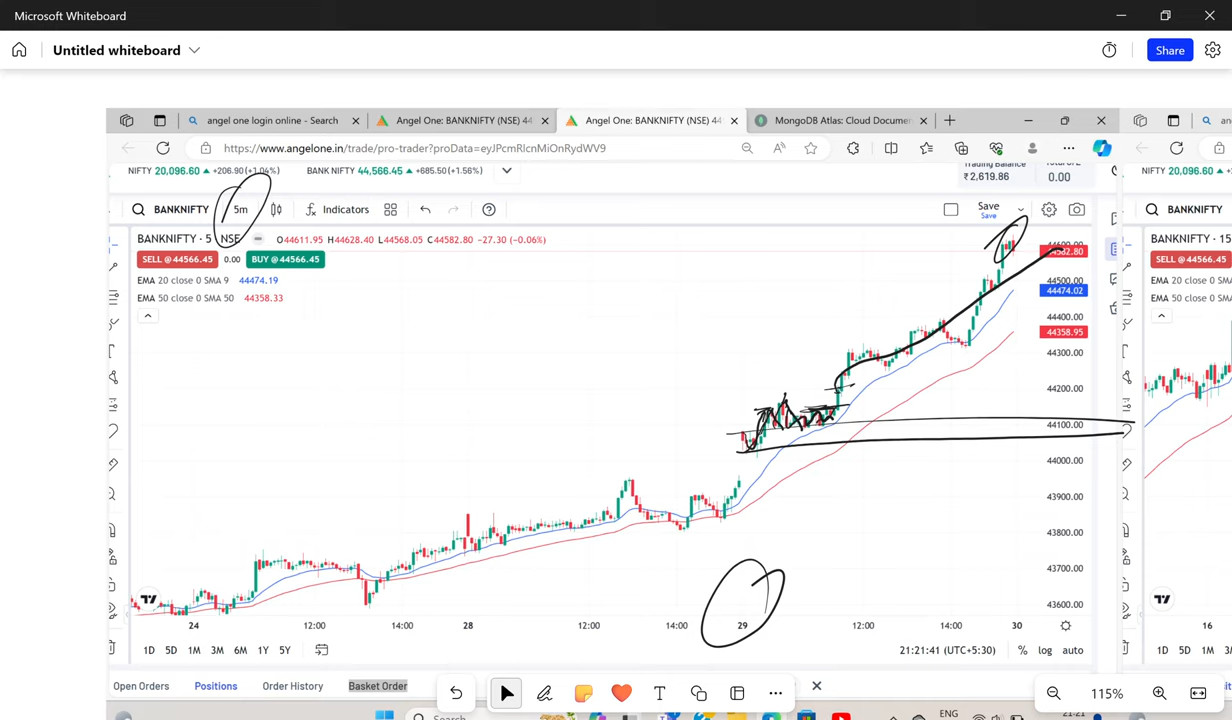 Microsoft Whiteboard
Untitled whiteboard
Share
angel one login online - Search
Angel One: BANKNIFTY (NSE) 44
Angel One: BANKNIFTY (NSE) 44
MongoDB Atlas: Cloud Documen
https://www.angelone.in/trade/pro-trader?proData=eyJPcmRlcnMiOnRydWV9
NIFTY 20,096.60 +206.90 (+1.04%) BANK NIFTY 44,566.45 +685.50 (+1.56%)
Trading Balance
₹ 2,619.86 0.00
NIFTY 20,096.60
BANKNIFTY 5m Indicators
Save
Save
BANKNIFTY
BANKNIFTY · 5 NSE O44611.95 H44628.40 L44568.05 C44582.80 -27.30 (-0.06%)
BANKNIFTY · 15
SELL @ 44566.45 0.00 BUY @ 44566.45
SELL @ 44566.45
EMA 20 close 0 SMA 9 44474.19
EMA 50 close 0 SMA 50 44358.33
EMA 20 close
EMA 50 close
44600.00
44582.80
44500.00
44474.02
44400.00
44358.95
44300.00
44200.00
44100.00
44000.00
43900.00
43800.00
43700.00
43600.00
24 12:00 14:00 28 12:00 14:00 29 12:00 14:00 30
16
1D 5D 1M 3M 6M 1Y 5Y
21:21:41 (UTC+5:30) % log auto
1D 5D 1M
Open Orders Positions Order History Basket Order
115%
Search
ENG
21:21